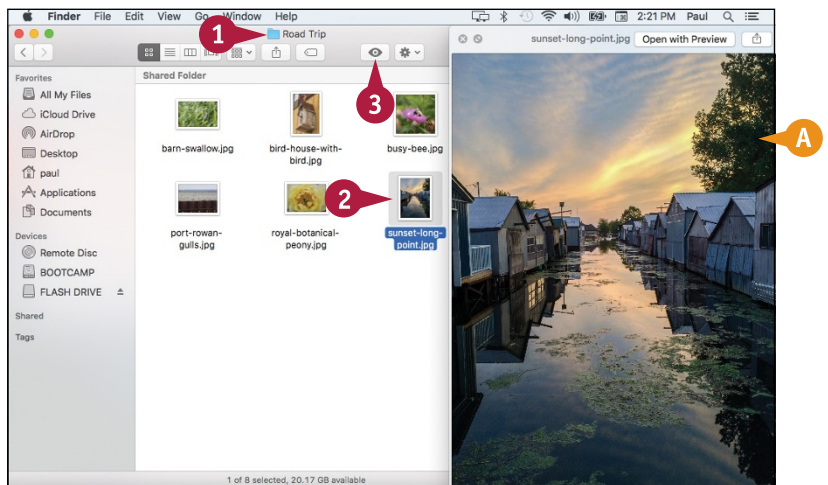 Finder File Edit View Go Window Help 2:21 PM Paul
1
Road Trip
sunset-long-point.jpg Open with Preview
3
Favorites
All My Files
iCloud Drive
AirDrop
Desktop
paul
Applications
Documents
Devices
Remote Disc
BOOTCAMP
FLASH DRIVE
Shared
Tags
Shared Folder
barn-swallow.jpg
bird-house-with-
bird.jpg
busy-bee.jpg
2
port-rowan-
gulls.jpg
royal-botanical-
peony.jpg
sunset-long-
point.jpg
1 of 8 selected, 20.17 GB available
A